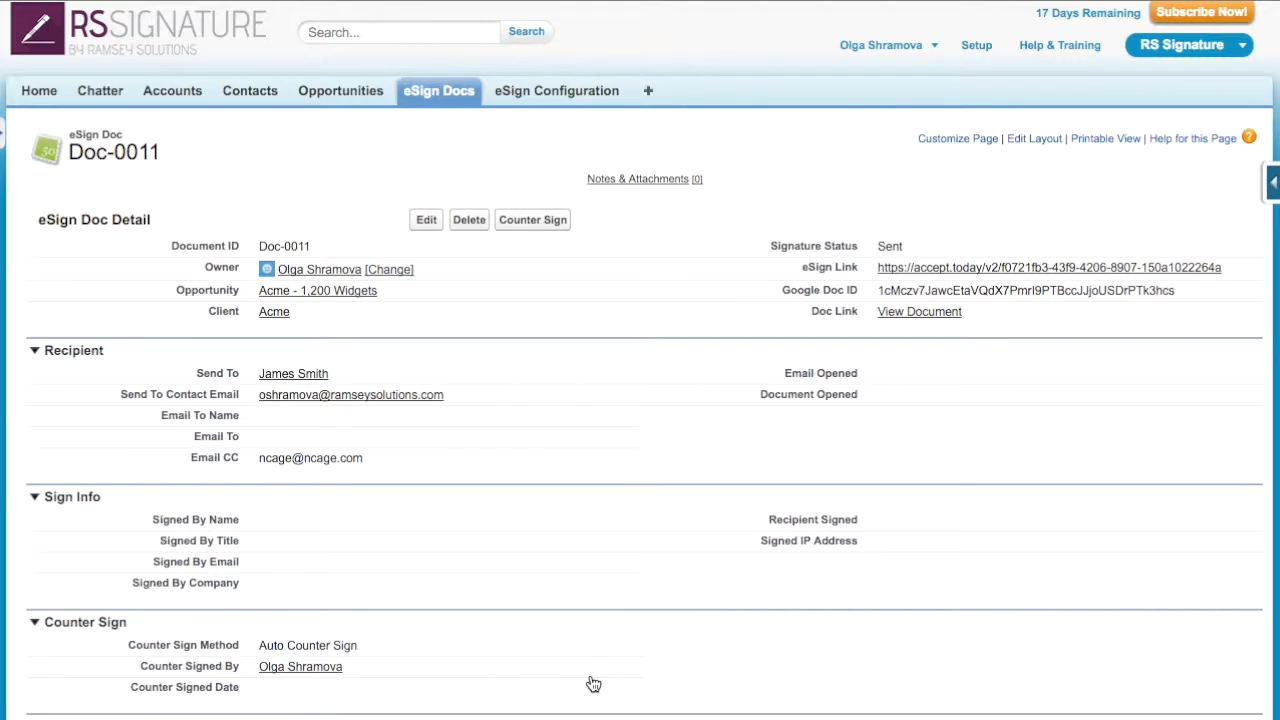 RSSIGNATURE
BY RAMSEY SOLUTIONS
Search...
Search
17 Days Remaining
Subscribe Now!
Olga Shramova
Setup
Help & Training
RS Signature
Home
Chatter
Accounts
Contacts
Opportunities
eSign Docs
eSign Configuration
+
eSign Doc
Doc-0011
Customize Page | Edit Layout | Printable View | Help for this Page ?
Notes & Attachments [0]
eSign Doc Detail
Edit
Delete
Counter Sign
Document ID Doc-0011
Signature Status Sent
Owner Olga Shramova [Change]
eSign Link https://accept.today/v2/f0721fb3-43f9-4206-8907-150a1022264a
Opportunity Acme - 1,200 Widgets
Google Doc ID 1cMczv7JawcEtaVQdX7PmrI9PTBccJJjoUSDrPTk3hcs
Client Acme
Doc Link View Document
Recipient
Send To James Smith
Email Opened
Send To Contact Email oshramova@ramseysolutions.com
Document Opened
Email To Name
Email To
Email CC ncage@ncage.com
Sign Info
Signed By Name
Recipient Signed
Signed By Title
Signed IP Address
Signed By Email
Signed By Company
Counter Sign
Counter Sign Method Auto Counter Sign
Counter Signed By Olga Shramova
Counter Signed Date